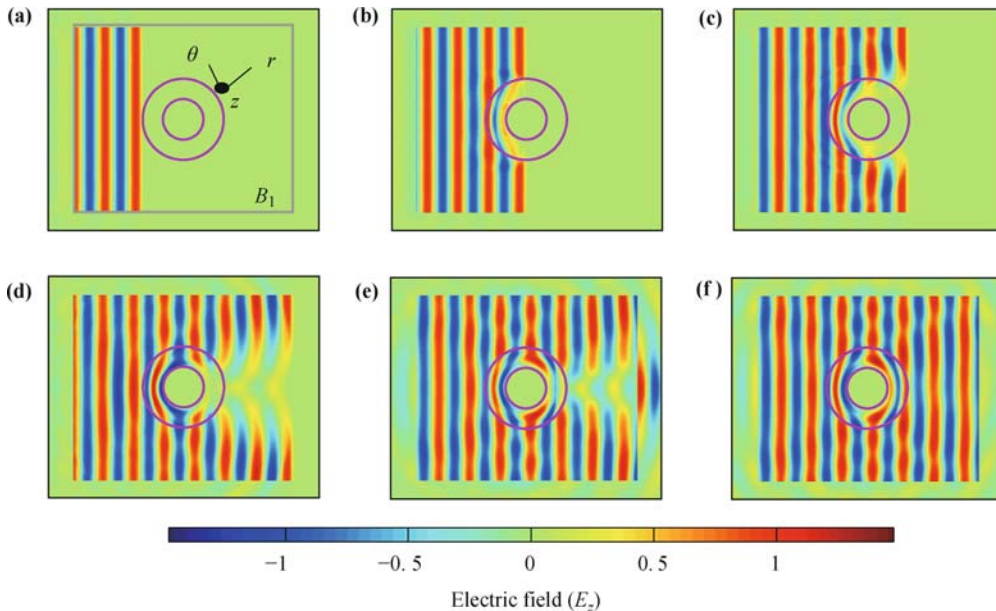 (a)
(b)
(c)
θ
r
z
B1
(d)
(e)
(f)
−1
−0. 5
0
0.5
1
Electric field (Ez)